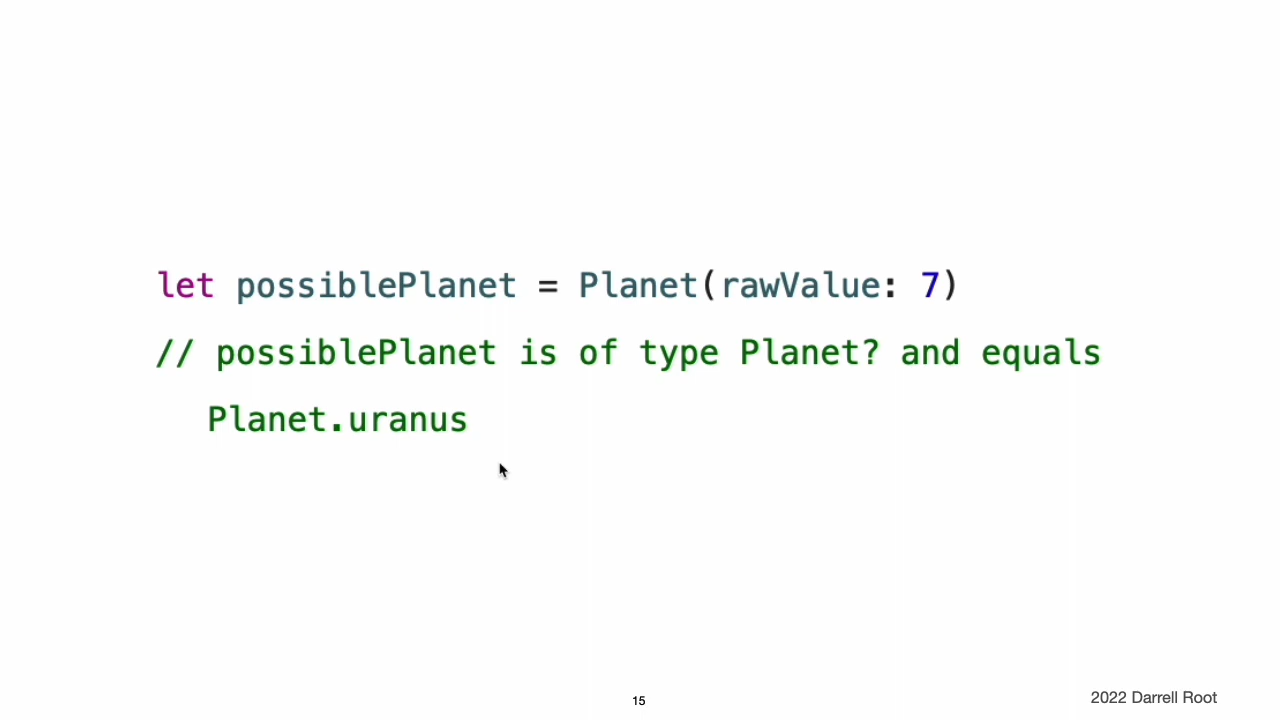 let possiblePlanet = Planet(rawValue: 7)
// possiblePlanet is of type Planet? and equals
Planet.uranus
15
2022 Darrell Root